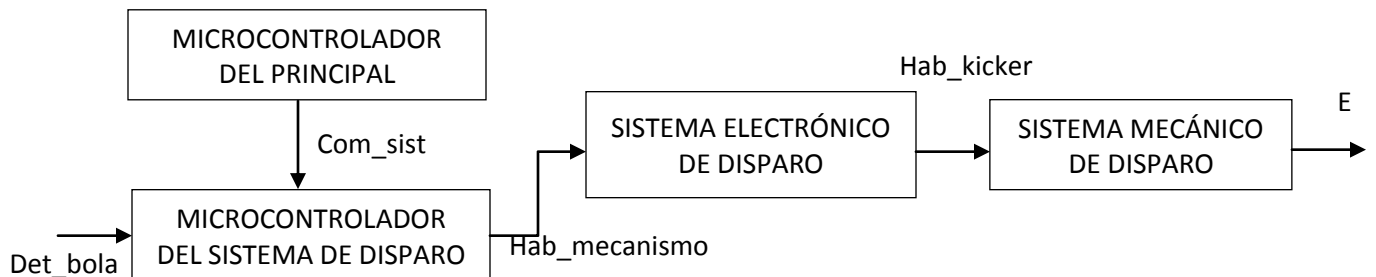 MICROCONTROLADOR
DEL PRINCIPAL
Com_sist
Det_bola
MICROCONTROLADOR
DEL SISTEMA DE DISPARO
Hab_mecanismo
SISTEMA ELECTRÓNICO
DE DISPARO
Hab_kicker
SISTEMA MECÁNICO
DE DISPARO
E